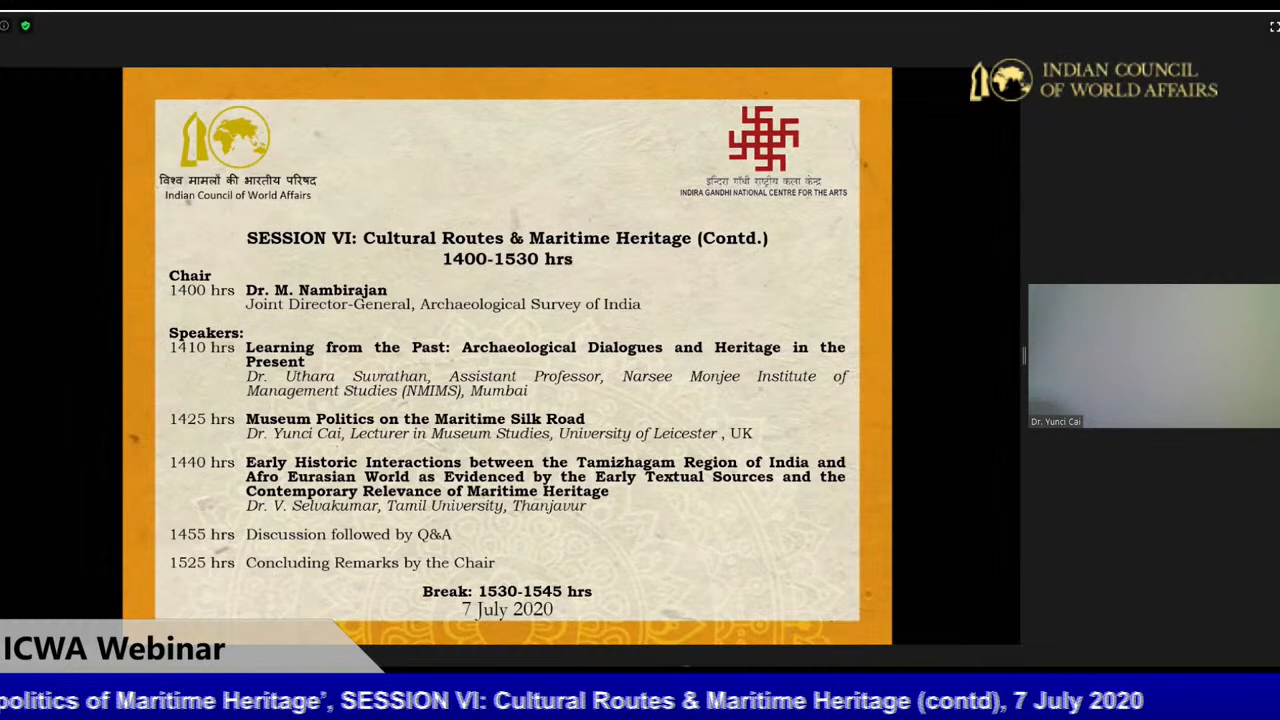 INDIAN COUNCIL
OF WORLD AFFAIRS
विश्व मामलों की भारतीय परिषद
Indian Council of World Affairs
इन्दिरा गाँधी राष्ट्रीय कला केन्द्र
INDIRA GANDHI NATIONAL CENTRE FOR THE ARTS
SESSION VI: Cultural Routes & Maritime Heritage (Contd.)
1400-1530 hrs
Chair
1400 hrs Dr. M. Nambirajan
Joint Director-General, Archaeological Survey of India
Speakers:
1410 hrs Learning from the Past: Archaeological Dialogues and Heritage in the
Present
Dr. Uthara Suvrathan, Assistant Professor, Narsee Monjee Institute of
Management Studies (NMIMS), Mumbai
1425 hrs Museum Politics on the Maritime Silk Road
Dr. Yunci Cai, Lecturer in Museum Studies, University of Leicester , UK
1440 hrs Early Historic Interactions between the Tamizhagam Region of India and
Afro Eurasian World as Evidenced by the Early Textual Sources and the
Contemporary Relevance of Maritime Heritage
Dr. V. Selvakumar, Tamil University, Thanjavur
1455 hrs Discussion followed by Q&A
1525 hrs Concluding Remarks by the Chair
Break: 1530-1545 hrs
7 July 2020
Dr. Yunci Cai
ICWA Webinar
politics of Maritime Heritage', SESSION VI: Cultural Routes & Maritime Heritage (contd), 7 July 2020